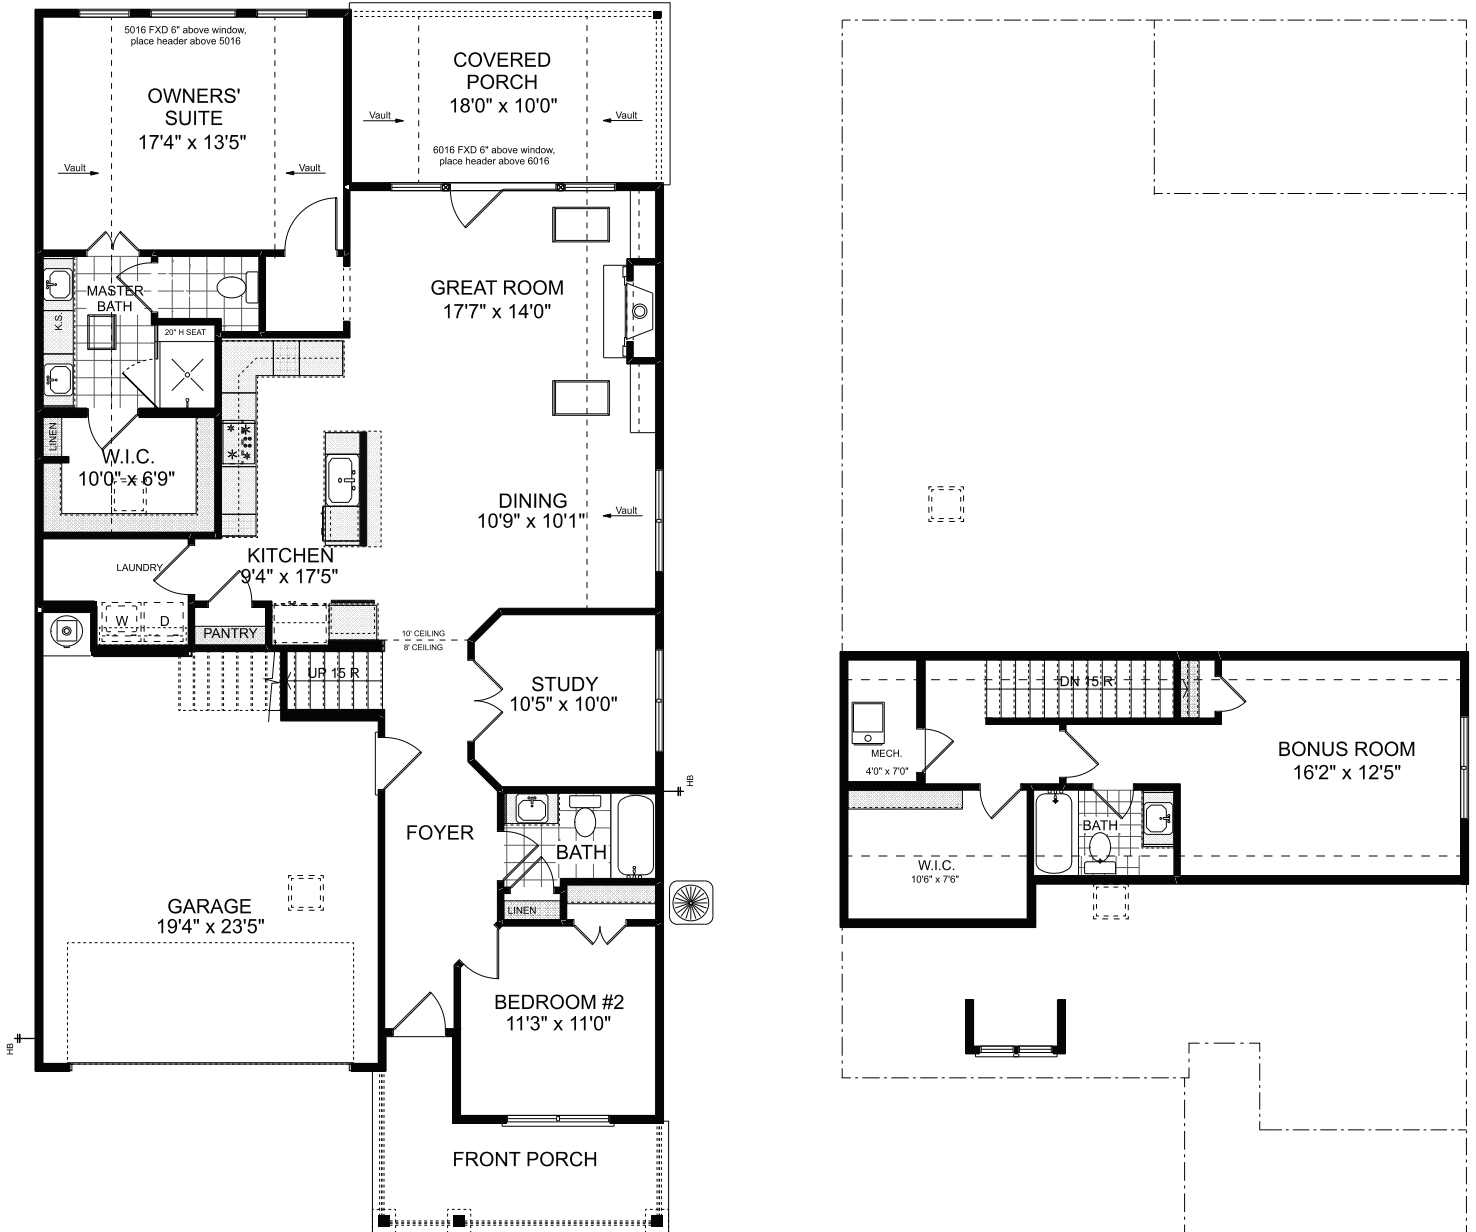 5016 FXD 6" above window,
place header above 5016
OWNERS'
SUITE
17'4" x 13'5"
Vault
Vault
COVERED
PORCH
18'0" x 10'0"
Vault
Vault
6016 FXD 6" above window,
place header above 6016
MASTER
BATH
K.S.
20" H SEAT
GREAT ROOM
17'7" x 14'0"
LINEN
W.I.C.
10'0" x 6'9"
DINING
10'9" x 10'1"
Vault
KITCHEN
9'4" x 17'5"
LAUNDRY
W
D
PANTRY
10' CEILING
8' CEILING
UP 15 R
STUDY
10'5" x 10'0"
HB
FOYER
BATH
LINEN
GARAGE
19'4" x 23'5"
BEDROOM #2
11'3" x 11'0"
HB
FRONT PORCH
DN 15 R
MECH.
4'0" x 7'0"
BONUS ROOM
16'2" x 12'5"
BATH
W.I.C.
10'6" x 7'6"